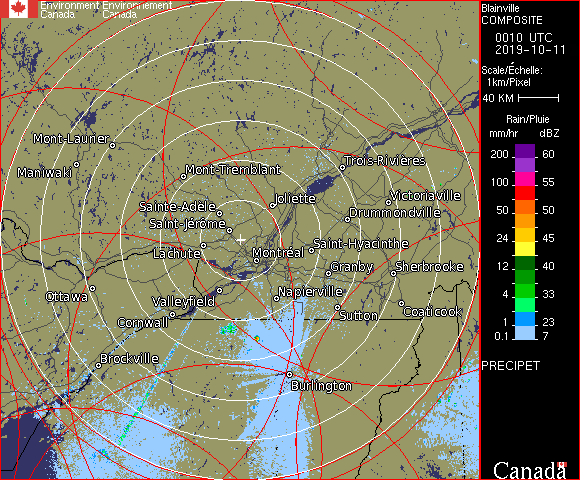 Environment Environnement
Canada Canada
Blainville
COMPOSITE
0010 UTC
2019-10-11
Scale/Échelle:
1km/Pixel
40 KM
Rain/Pluie
mm/hr dBZ
200 60
100 55
50 50
24 45
12 40
4 33
1 23
0.1 7
PRECIPET
Canada
Mont-Laurier
Maniwaki
Mont-Tremblant
Trois-Rivières
Sainte-Adele
Joliette
Victoriaville
Saint-Jérôme
Drummondville
Lachute
Montréal
Saint-Hyacinthe
Granby
Sherbrooke
Ottawa
Valleyfield
Napierville
Cornwall
Sutton
Coaticook
Brockville
Burlington